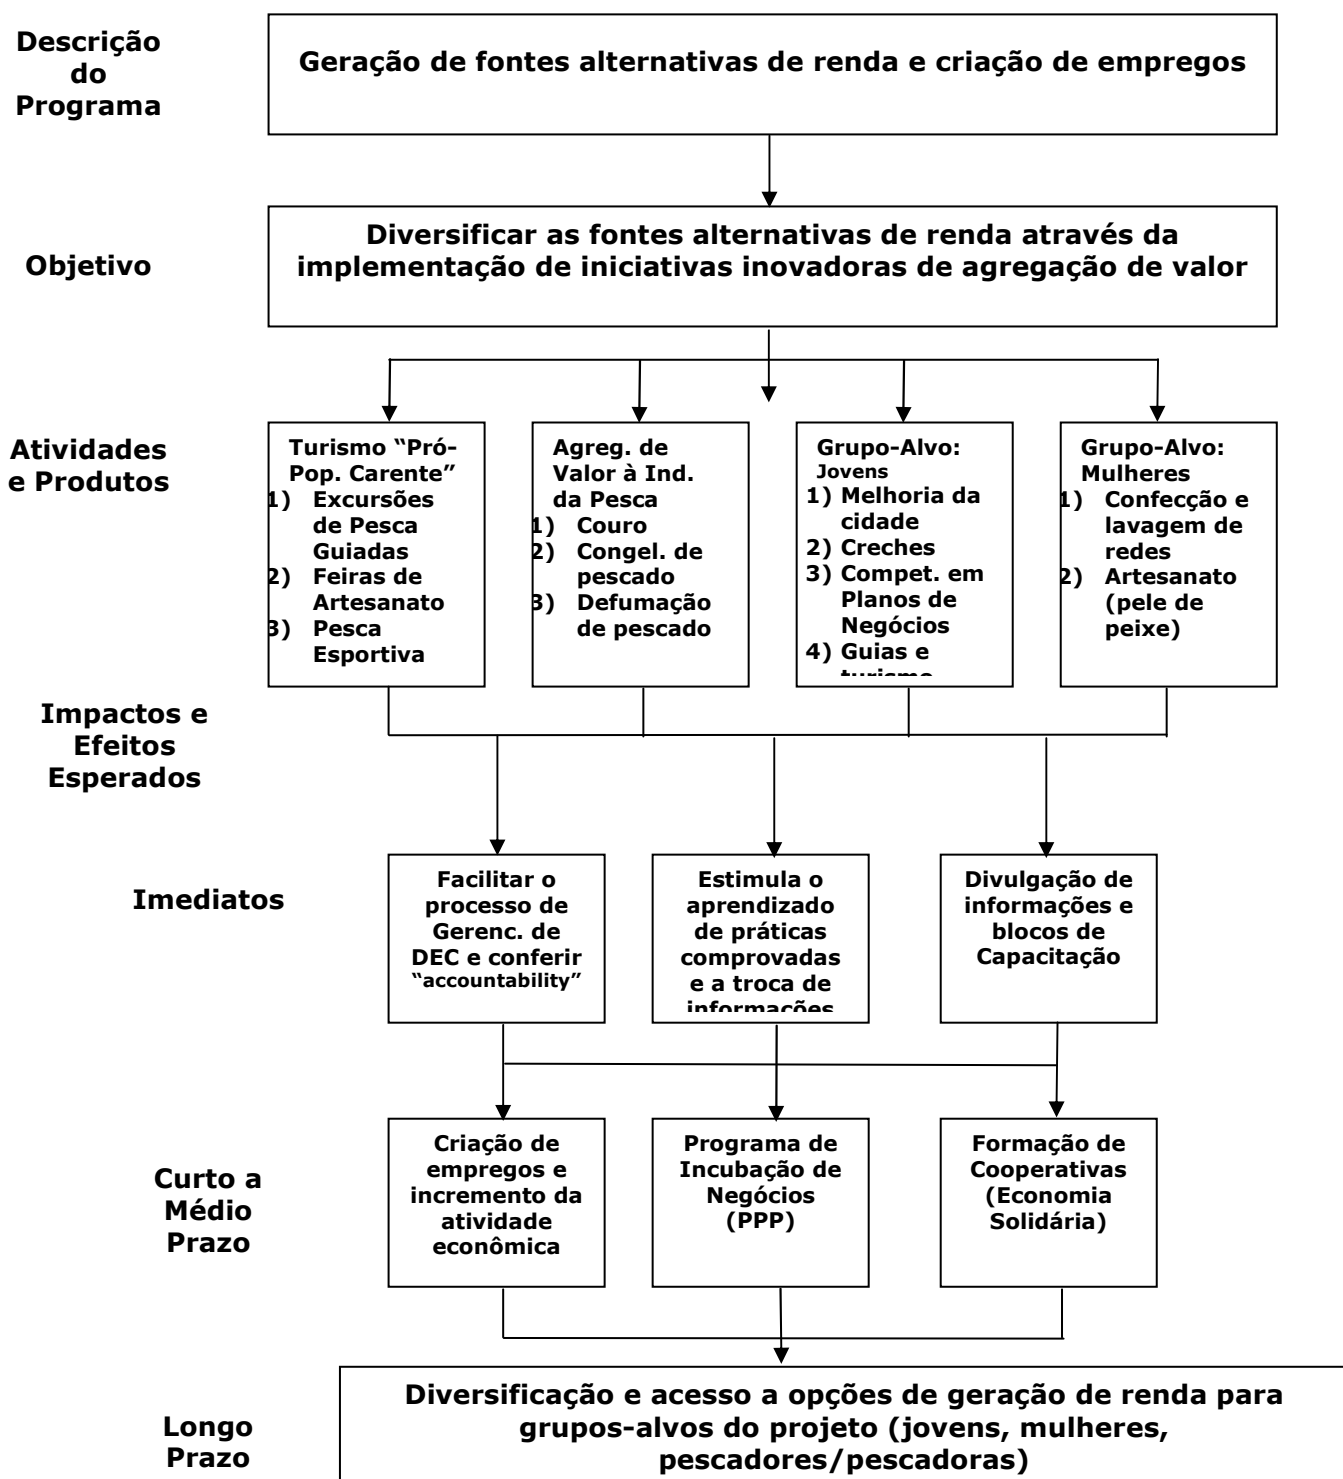 Descrição
do
Programa
Geração de fontes alternativas de renda e criação de empregos
Objetivo
Diversificar as fontes alternativas de renda através da
implementação de iniciativas inovadoras de agregação de valor
Atividades
e Produtos
Turismo “Pró-
Pop. Carente”
1) Excursões
de Pesca
Guiadas
2) Feiras de
Artesanato
3) Pesca
Esportiva
Agreg. de
Valor à Ind.
da Pesca
1) Couro
2) Congel. de
pescado
3) Defumação
de pescado
Grupo-Alvo:
Jovens
1) Melhoria da
cidade
2) Creches
3) Compet. em
Planos de
Negócios
4) Guias e
turismo
Grupo-Alvo:
Mulheres
1) Confecção e
lavagem de
redes
2) Artesanato
(pele de
peixe)
Impactos e
Efeitos
Esperados
Imediatos
Facilitar o
processo de
Gerenc. de
DEC e conferir
“accountability”
Estimula o
aprendizado
de práticas
comprovadas
e a troca de
informações
Divulgação de
informações e
blocos de
Capacitação
Curto a
Médio
Prazo
Criação de
empregos e
incremento da
atividade
econômica
Programa de
Incubação de
Negócios
(PPP)
Formação de
Cooperativas
(Economia
Solidária)
Longo
Prazo
Diversificação e acesso a opções de geração de renda para
grupos-alvos do projeto (jovens, mulheres,
pescadores/pescadoras)